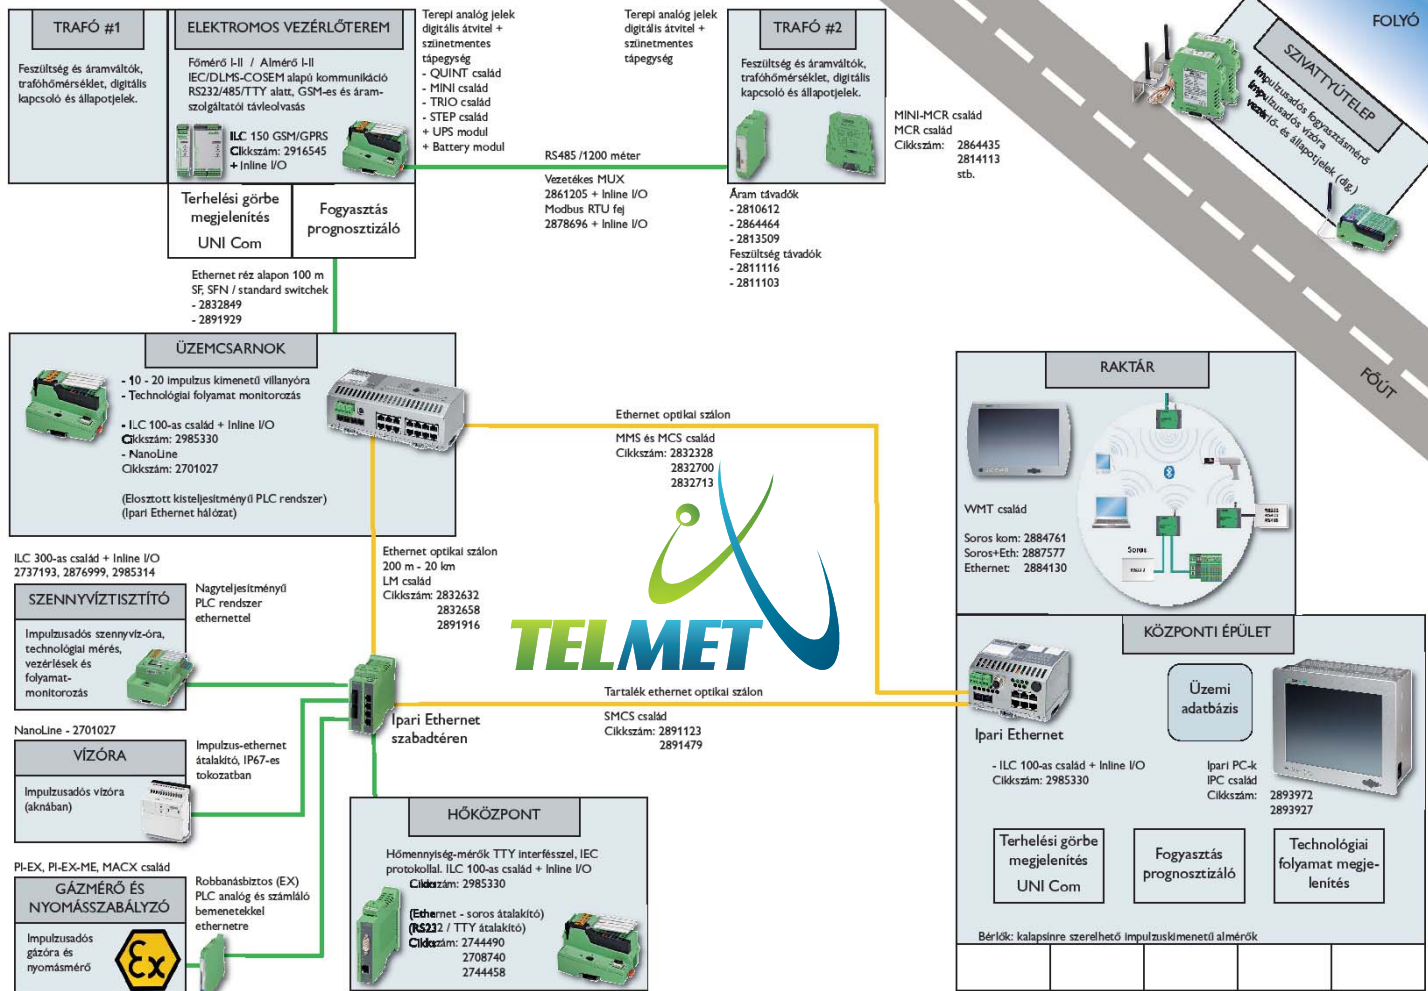 TRAFÓ #1
Feszültség és áramváltók,
trafóhőmérséklet, digitális
kapcsoló és állapotjelek.
ELEKTROMOS VEZÉRLŐTEREM
Főmérő I-II / Almérő I-II
IEC/DLMS-COSEM alapú kommunikáció
RS232/485/TTY alatt, GSM-es és áram-
szolgáltatói távleolvasás
ILC 150 GSM/GPRS
Cikkszám: 2916545
+ Inline I/O
Terhelési görbe
megjelenítés
UNI Com
Fogyasztás
prognosztizáló
Terepi analóg jelek
digitális átvitel +
szünetmentes
tápegység
- QUINT család
- MINI család
- TRIO család
- STEP család
+ UPS modul
+ Battery modul
RS485 /1200 méter
Vezetékes MUX
2861205 + Inline I/O
Modbus RTU fej
2878696 + Inline I/O
Terepi analóg jelek
digitális átvitel +
szünetmentes
tápegység
TRAFÓ #2
Feszültség és áramváltók,
trafóhőmérséklet, digitális
kapcsoló és állapotjelek.
Áram távadók
- 2810612
- 2864464
- 2813509
Feszültség távadók
- 2811116
- 2811103
MINI-MCR család
MCR család
Cikkszám: 2864435
2814113
stb.
FOLYÓ
SZIVATTYÚTELEP
Impulzusadós fogyasztásmérő
Impulzusadós vízóra
vezérlő- és állapotjelek (dig.)
FŐÚT
Ethernet réz alapon 100 m
SF, SFN / standard switchek
- 2832849
- 2891929
ÜZEMCSARNOK
- 10 - 20 impulzus kimenetű villanyóra
- Technológiai folyamat monitorozás
- ILC 100-as család + Inline I/O
Cikkszám: 2985330
- NanoLine
Cikkszám: 2701027
(Elosztott kisteljesítményű PLC rendszer)
(Ipari Ethernet hálózat)
Ethernet optikai szálon
MMS és MCS család
Cikkszám: 2832328
2832700
2832713
Ethernet optikai szálon
200 m - 20 km
LM család
Cikkszám: 2832632
2832658
2891916
TELMET
RAKTÁR
WMT család
Soros kom: 2884761
Soros+Eth: 2887577
Ethernet: 2884130
Soros
ILC 300-as család + Inline I/O
2737193, 2876999, 2985314
SZENNYVÍZTISZTÍTÓ
Impulzusadós szennyvíz-óra,
technológiai mérés,
vezérlések és
folyamat-
monitorozás
Nagyteljesítményű
PLC rendszer
ethernettel
Ipari Ethernet
szabadtéren
Tartalék ethernet optikai szálon
SMCS család
Cikkszám: 2891123
2891479
NanoLine - 2701027
VÍZÓRA
Impulzusadós vízóra
(aknában)
Impulzus-ethernet
átalakító, IP67-es
tokozatban
PI-EX, PI-EX-ME, MACX család
GÁZMÉRŐ ÉS
NYOMÁSSZABÁLYZÓ
Impulzusadós
gázóra és
nyomásmérő
Ex
Robbanásbiztos (EX)
PLC analóg és számláló
bemenetekkel
ethernetre
HŐKÖZPONT
Hőmennyiség-mérők TTY interfésszel, IEC
protokollal. ILC 100-as család + Inline I/O
Cikkszám: 2985330
(Ethernet - soros átalakító)
(RS232 / TTY átalakító)
Cikkszám: 2744490
2708740
2744458
KÖZPONTI ÉPÜLET
Ipari Ethernet
- ILC 100-as család + Inline I/O
Cikkszám: 2985330
Üzemi
adatbázis
Ipari PC-k
IPC család
Cikkszám: 2893972
2893927
Terhelési görbe
megjelenítés
UNI Com
Fogyasztás
prognosztizáló
Technológiai
folyamat megje-
lenítés
Bérlők: kalapsínre szerelhető impulzuskimenetű almérők